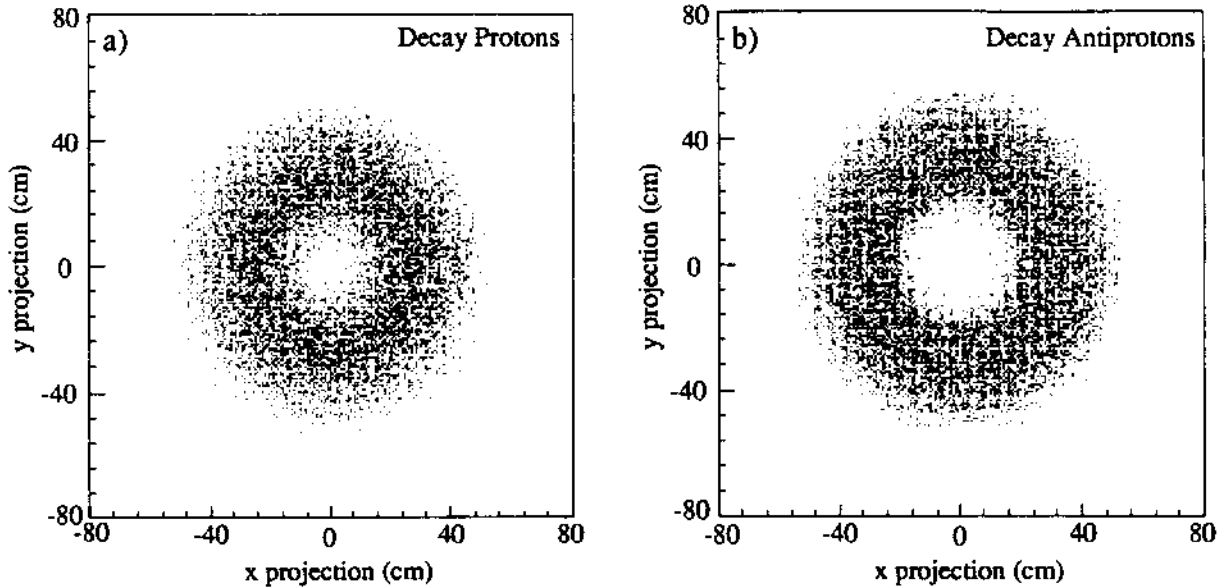 a) Decay Protons
80
40
0
-40
-80
-80 -40 0 40 80
y projection (cm)
x projection (cm)
b) Decay Antiprotons
80
40
0
-40
-80
-80 -40 0 40 80
y projection (cm)
x projection (cm)